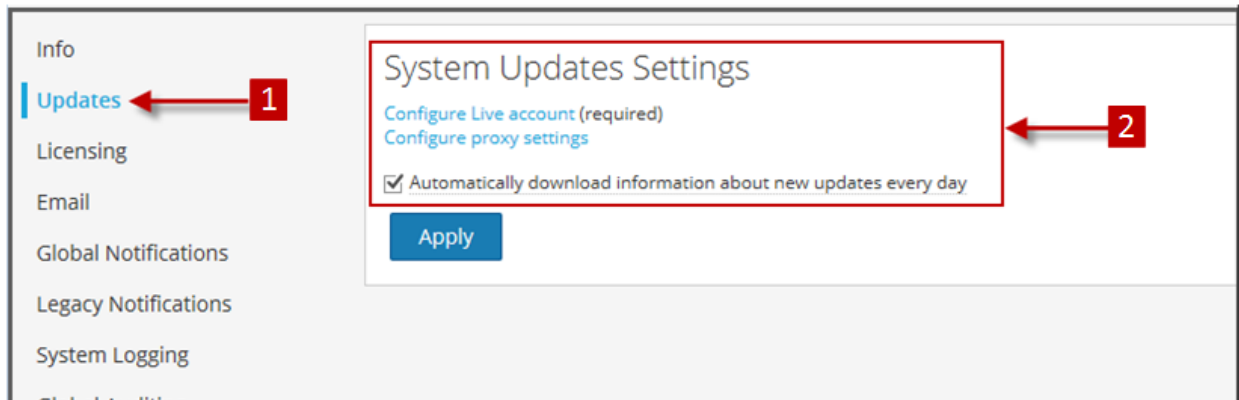 Info
Updates
1
Licensing
Email
Global Notifications
Legacy Notifications
System Logging
System Updates Settings
Configure Live account (required)
Configure proxy settings
Automatically download information about new updates every day
2
Apply